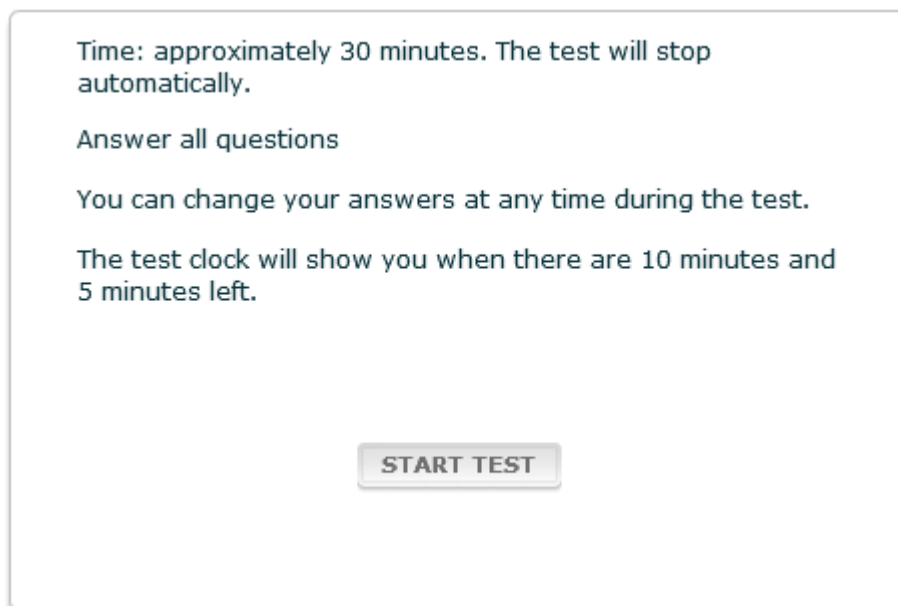 Time: approximately 30 minutes. The test will stop
automatically.
Answer all questions
You can change your answers at any time during the test.
The test clock will show you when there are 10 minutes and
5 minutes left.
START TEST